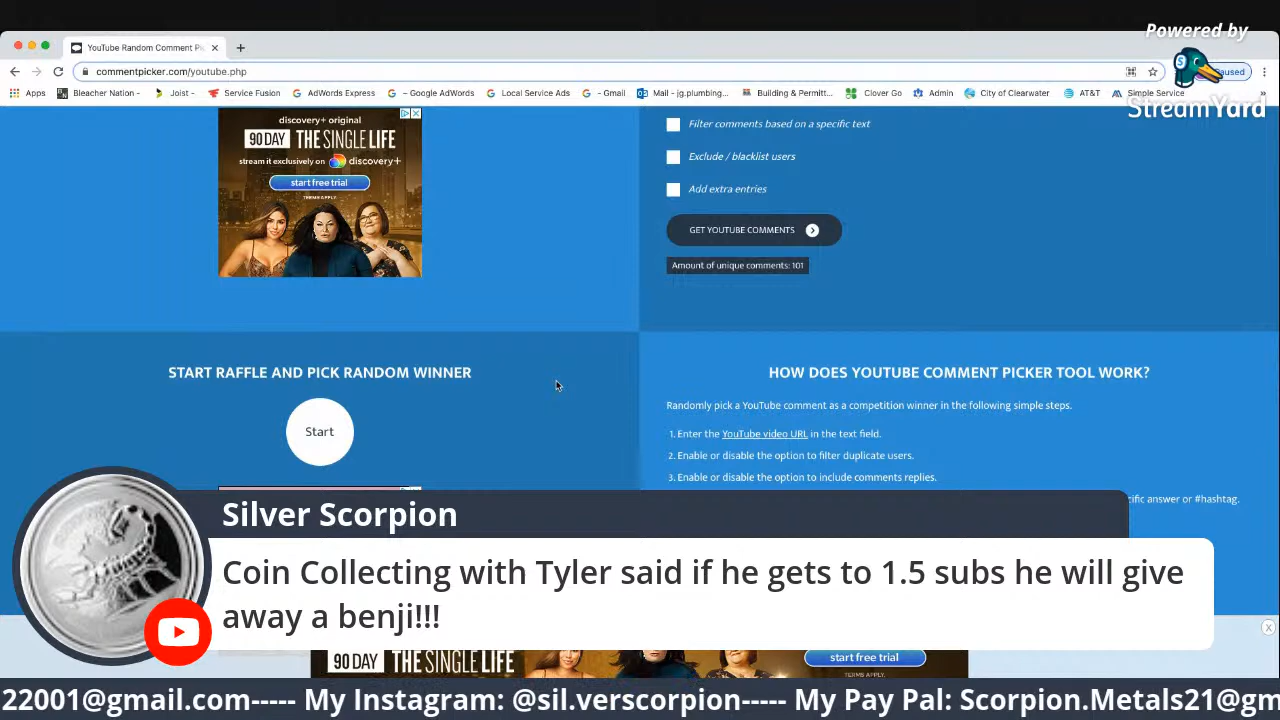 Powered by
StreamYard
YouTube Random Comment Pi
commentpicker.com/youtube.php
Paused
Apps
Bleacher Nation -
Joist -
Service Fusion
AdWords Express
- Google AdWords
Local Service Ads
- Gmail
Mail - jg.plumbing...
Building & Permitt...
Clover Go
Admin
City of Clearwater
AT&T
Simple Service
discovery+ original
90 DAY THE SINGLE LIFE
stream it exclusively on discovery+
start free trial
TERMS APPLY.
Filter comments based on a specific text
Exclude / blacklist users
Add extra entries
GET YOUTUBE COMMENTS
Amount of unique comments: 101
START RAFFLE AND PICK RANDOM WINNER
Start
HOW DOES YOUTUBE COMMENT PICKER TOOL WORK?
Randomly pick a YouTube comment as a competition winner in the following simple steps.
1. Enter the YouTube video URL in the text field.
2. Enable or disable the option to filter duplicate users.
3. Enable or disable the option to include comments replies.
cific answer or #hashtag.
Silver Scorpion
Coin Collecting with Tyler said if he gets to 1.5 subs he will give
away a benji!!!
90 DAY THE SINGLE LIFE
start free trial
TERMS APPLY.
22001@gmail.com----- My Instagram: @sil.verscorpion----- My Pay Pal: Scorpion.Metals21@gm